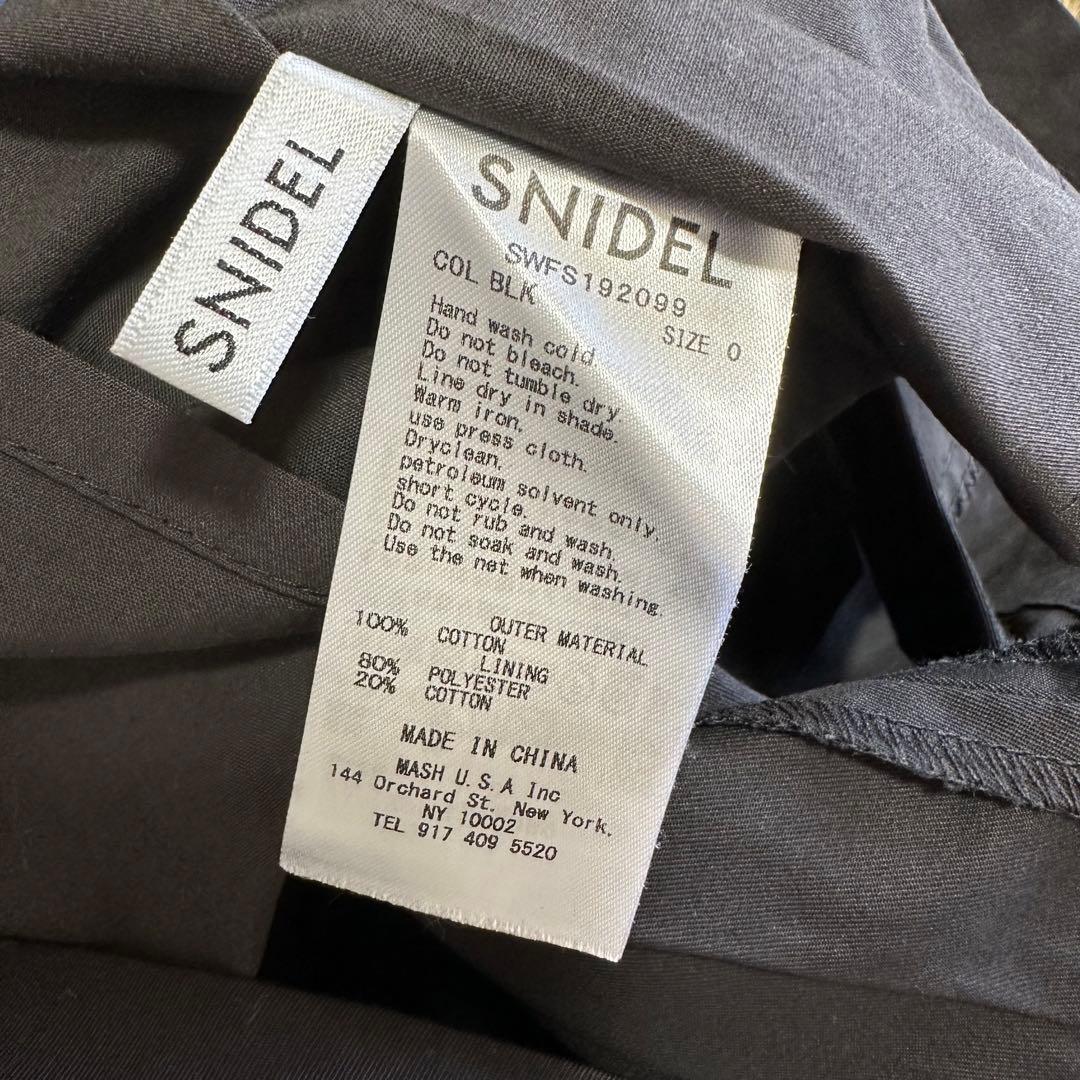 SNIDEL
SNIDEL
SWFS192099
COL BLK
SIZE 0
Hand wash cold
Do not bleach.
Do not tumble dry.
Line dry in shade.
Warm iron.
use press cloth.
Dryclean.
petroleum solvent only.
short cycle.
Do not rub and wash.
Do not soak and wash.
Use the net when washing.
OUTER MATERIAL
100% COTTON
LINING
80% POLYESTER
20% COTTON
MADE IN CHINA
MASH U.S.A Inc
144 Orchard St. New York.
NY 10002
TEL 917 409 5520